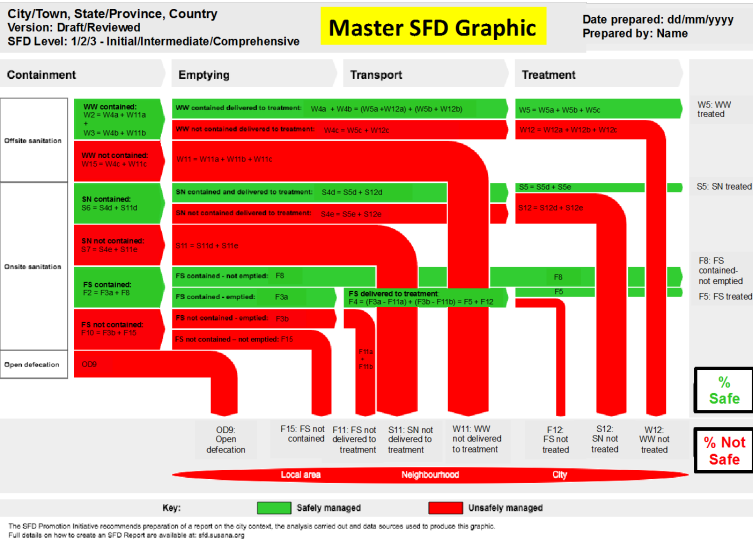 City/Town, State/Province, Country
Version: Draft/Reviewed
SFD Level: 1/2/3 - Initial/Intermediate/Comprehensive
Master SFD Graphic
Date prepared: dd/mm/yyyy
Prepared by: Name
Containment
Emptying
Transport
Treatment
Offsite sanitation
WW contained:
W2 = W4a + W11a
+
W3 = W4b + W11b
WW contained delivered to treatment: W4a + W4b = (W5a +W12a) + (W5b + W12b)
W5 = W5a + W5b + W5c
W5: WW
treated
WW not contained delivered to treatment: W4c = W5c + W12c
W12 = W12a + W12b + W12c
WW not contained:
W15 = W4c + W11c
W11 = W11a + W11b + W11c
Onsite sanitation
SN contained:
S6 = S4d + S11d
SN contained and delivered to treatment: S4d = S5d + S12d
S5 = S5d + S5e
S5: SN treated
SN not contained delivered to treatment: S4e = S5e + S12e
S12 = S12d + S12e
SN not contained:
S7 = S4e + S11e
S11 = S11d + S11e
FS contained:
F2 = F3a + F8
FS contained - not emptied: F8
F8
F8: FS
contained-
not emptied
FS contained - emptied: F3a
FS delivered to treatment:
F4 = (F3a - F11a) + (F3b - F11b) = F5 + F12
F5
F5: FS treated
FS not contained:
F10 = F3b + F15
FS not contained - emptied: F3b
FS not contained – not emptied: F15
F11a
+
F11b
Open defecation
OD9
%
Safe
% Not
Safe
OD9:
Open
defecation
F15: FS not
contained
F11: FS not
delivered to
treatment
S11: SN not
delivered to
treatment
W11: WW
not delivered
to treatment
F12:
FS not
treated
S12:
SN not
treated
W12:
WW not
treated
Local area
Neighbourhood
City
Key:
Safely managed
Unsafely managed
The SFD Promotion Initiative recommends preparation of a report on the city context, the analysis carried out and data sources used to produce this graphic.
Full details on how to create an SFD Report are available at: sfd.susana.org